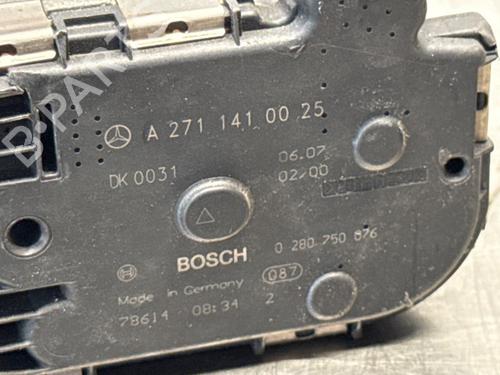 B-PARTS
A 271 141 00 25
DK 0031
06.07
02/00
BOSCH
0 280 750 076
Made in Germany
Q87
78614 08:34 2